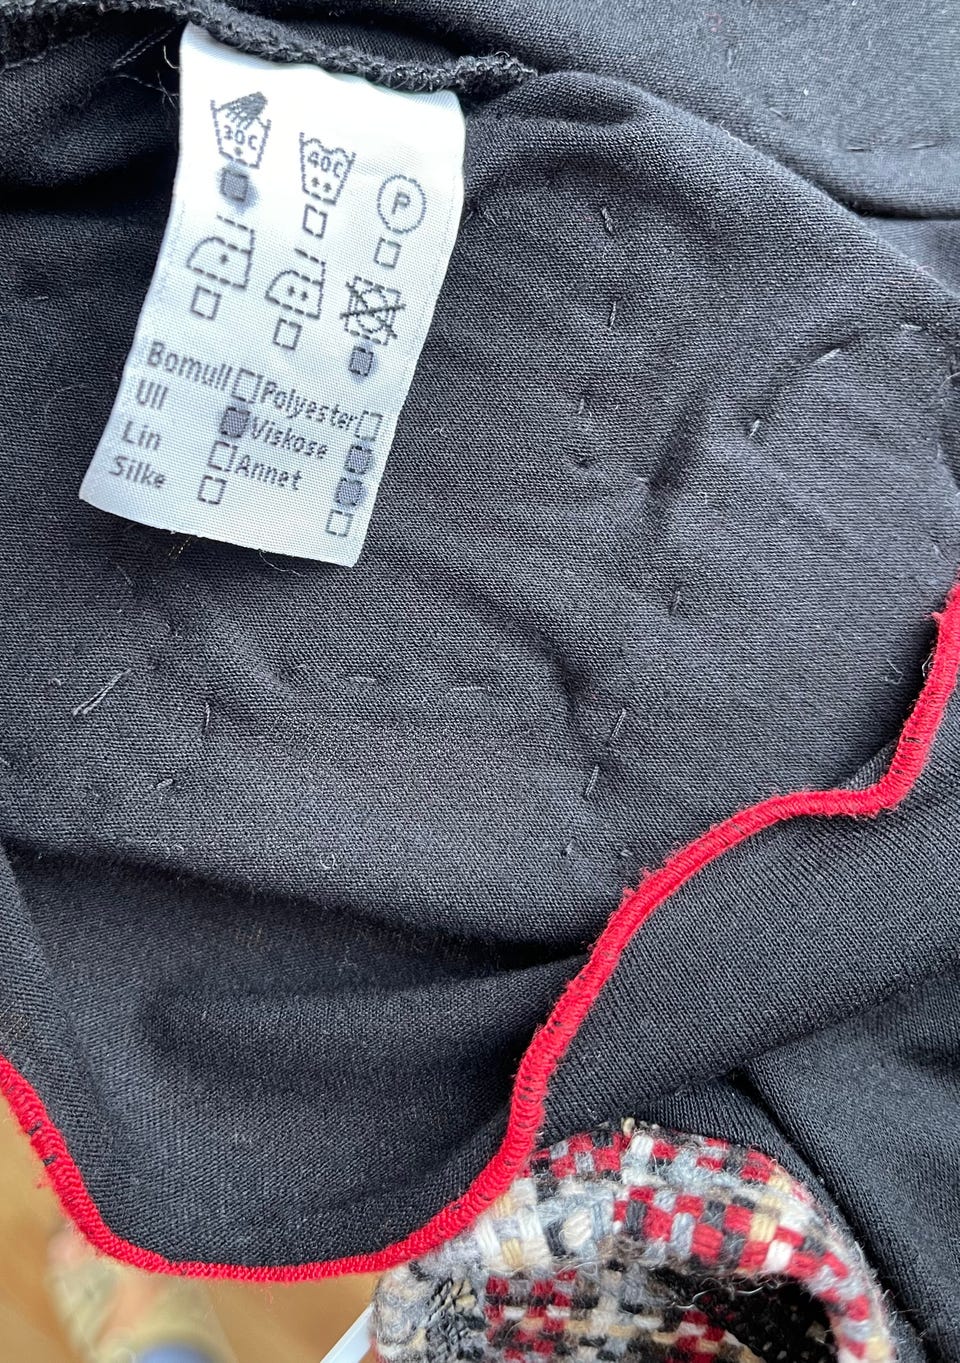 30C
40C
P
Bomull Polyester
Ull Viskose
Lin Annet
Silke